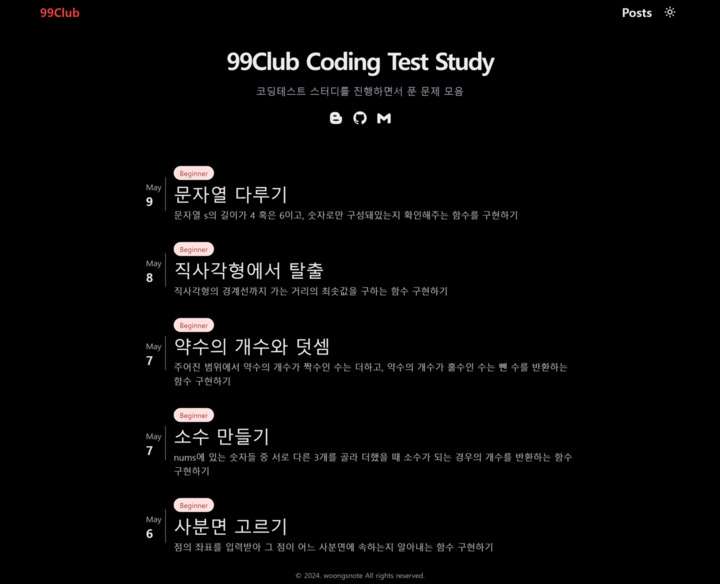 99Club
Posts
99Club Coding Test Study
코딩테스트 스터디를 진행하면서 푼 문제 모음
Beginner
May
9
문자열 다루기
문자열 s의 길이가 4 혹은 6이고, 숫자로만 구성돼있는지 확인해주는 함수를 구현하기
Beginner
May
8
직사각형에서 탈출
직사각형의 경계선까지 가는 거리의 최솟값을 구하는 함수 구현하기
Beginner
May
7
약수의 개수와 덧셈
주어진 범위에서 약수의 개수가 짝수인 수는 더하고, 약수의 개수가 홀수인 수는 뺀 수를 반환하는
함수 구현하기
Beginner
May
7
소수 만들기
nums에 있는 숫자들 중 서로 다른 3개를 골라 더했을 때 소수가 되는 경우의 개수를 반환하는 함수
구현하기
Beginner
May
6
사분면 고르기
점의 좌표를 입력받아 그 점이 어느 사분면에 속하는지 알아내는 함수 구현하기
© 2024. woongsnote All rights reserved.